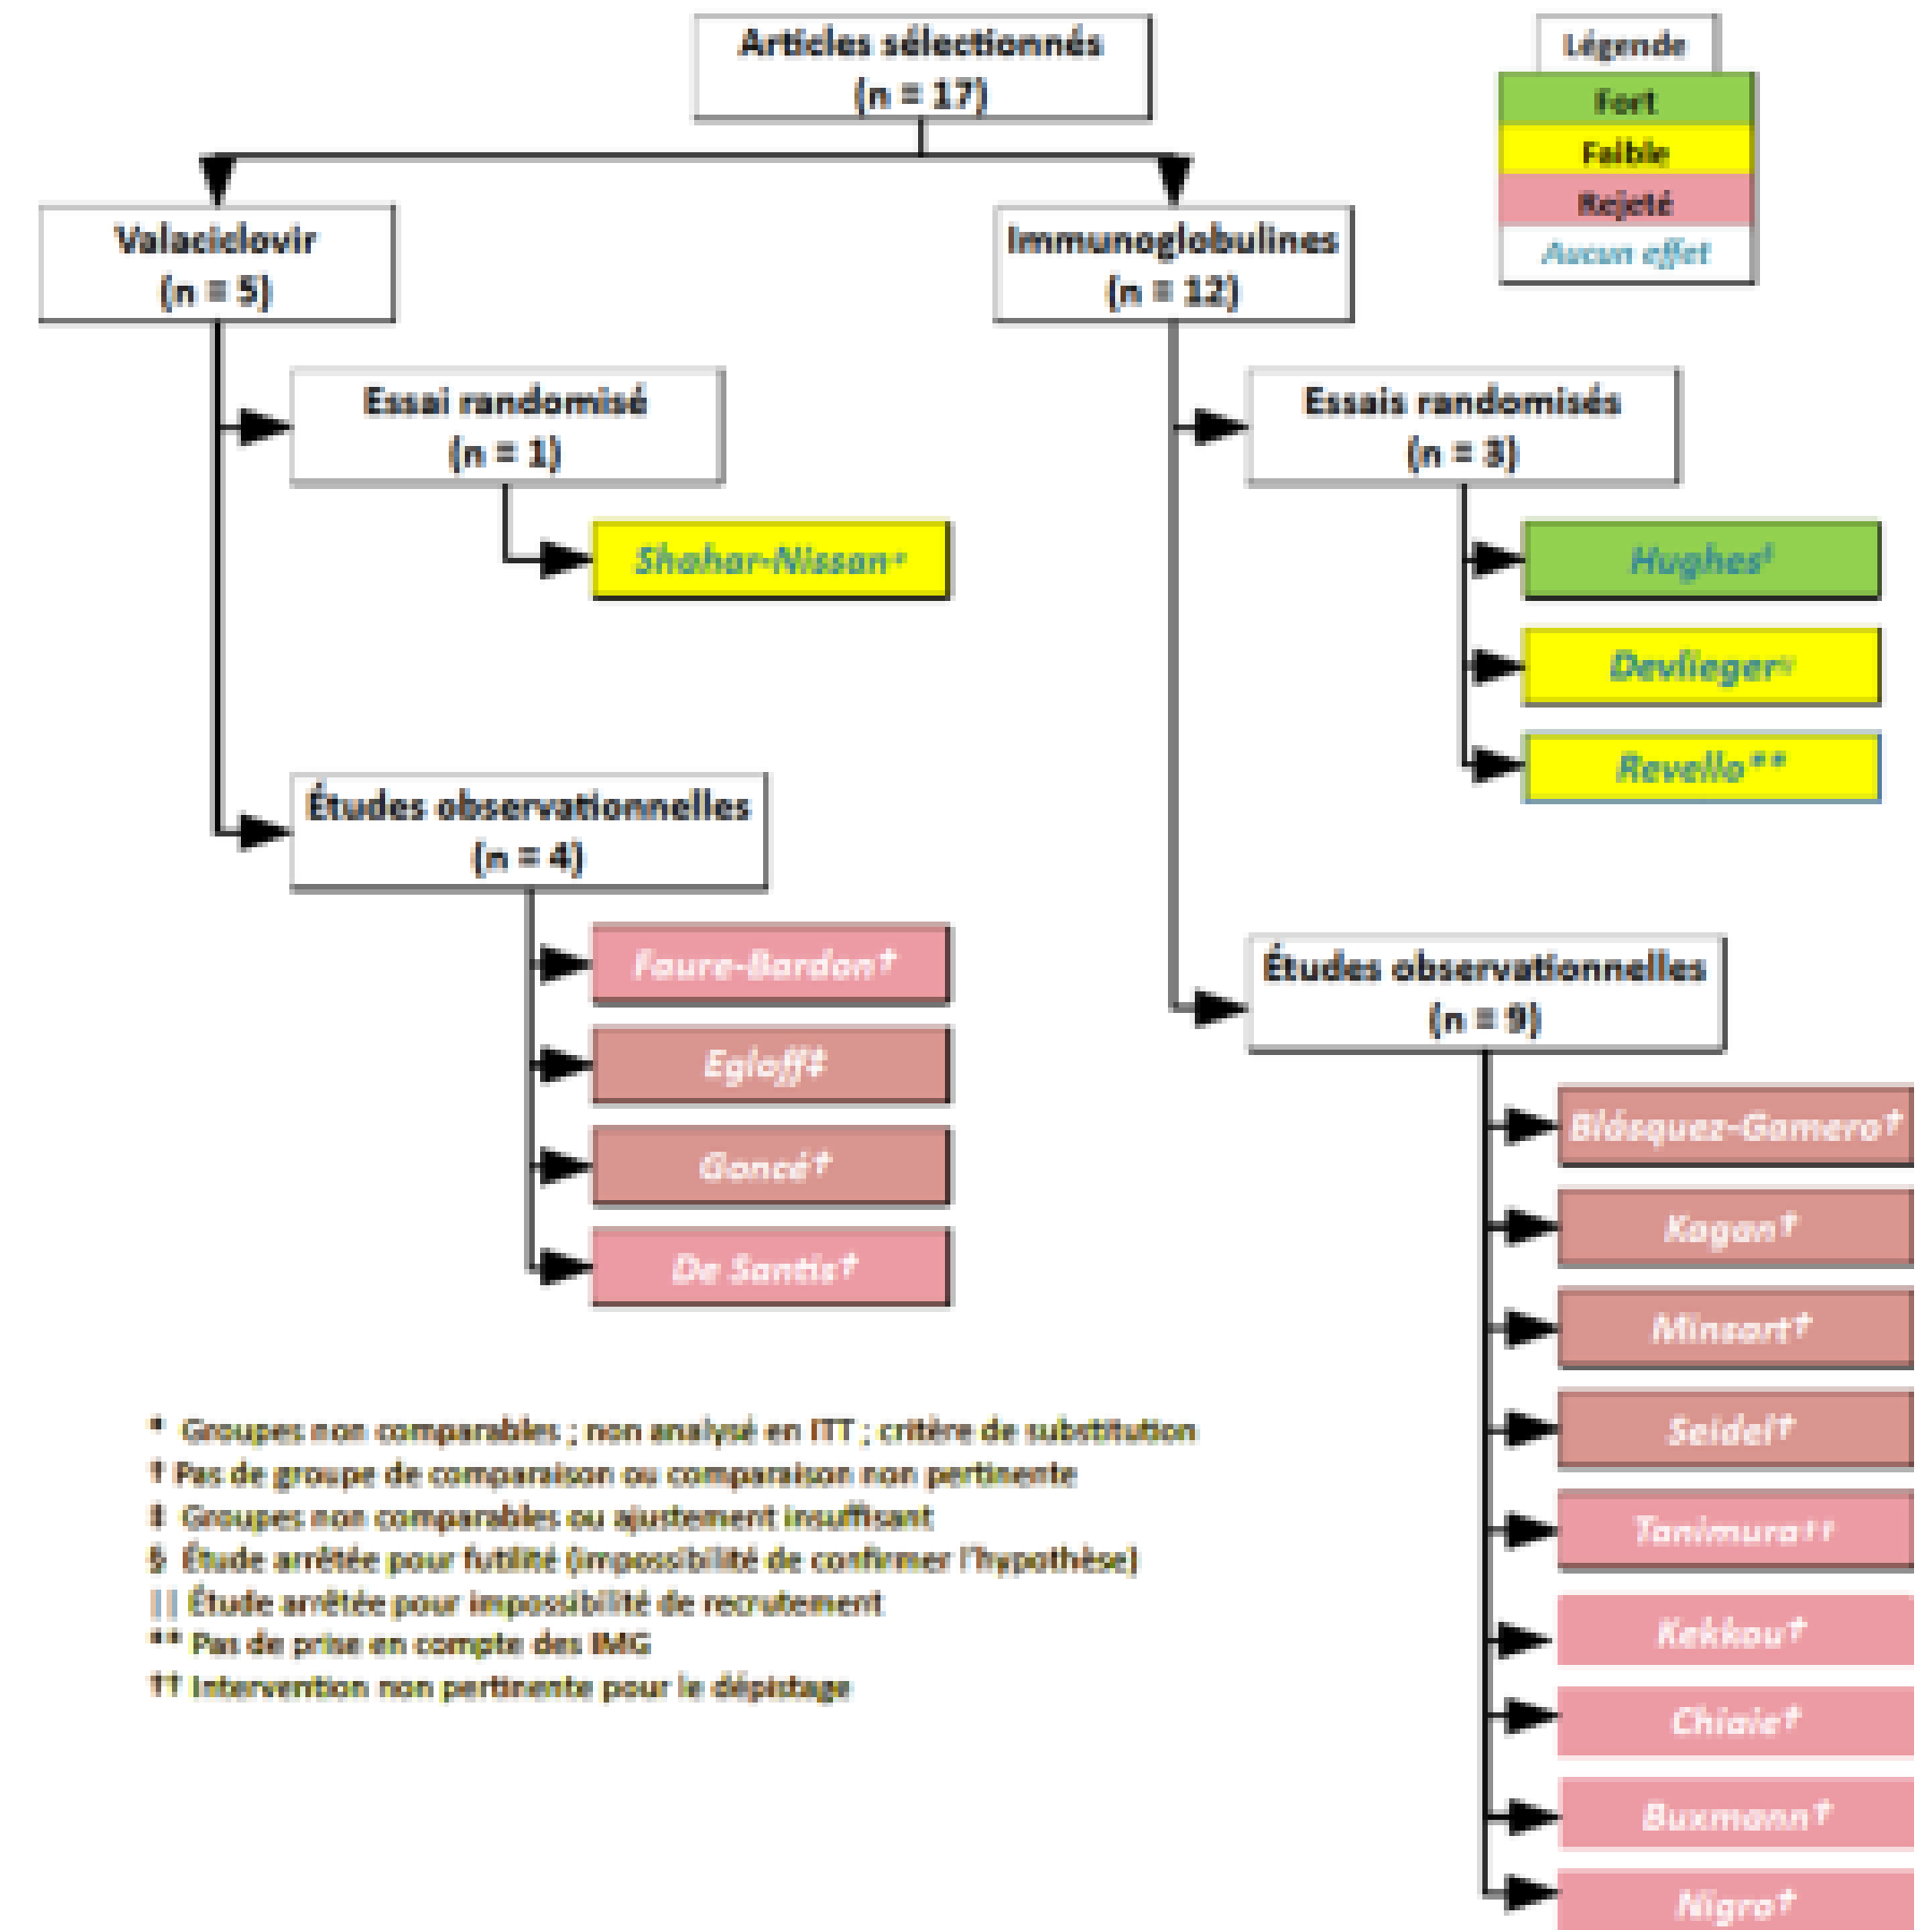 Articles sélectionnés
(n = 17)
Légende
Fort
Faible
Rejeté
Aucun effet
Valaciclovir
(n = 5)
Immunoglobulines
(n = 12)
Essai randomisé
(n = 1)
Shahar-Nissan
Essais randomisés
(n = 3)
Hughes
Devlieger
Revello**
Études observationnelles
(n = 4)
Faure-Bardon†
Egloff‡
Goncé†
De Santis†
Études observationnelles
(n = 9)
Blásquez-Gamero†
Kagan†
Minsart†
Seidel†
Tanimura††
Kekkou†
Chiaie†
Buxmann†
Nigro†
* Groupes non comparables ; non analysé en ITT ; critère de substitution
† Pas de groupe de comparaison ou comparaison non pertinente
‡ Groupes non comparables ou ajustement insuffisant
§ Étude arrêtée pour futilité (impossibilité de confirmer l'hypothèse)
|| Étude arrêtée pour impossibilité de recrutement
** Pas de prise en compte des IMG
†† Intervention non pertinente pour le dépistage